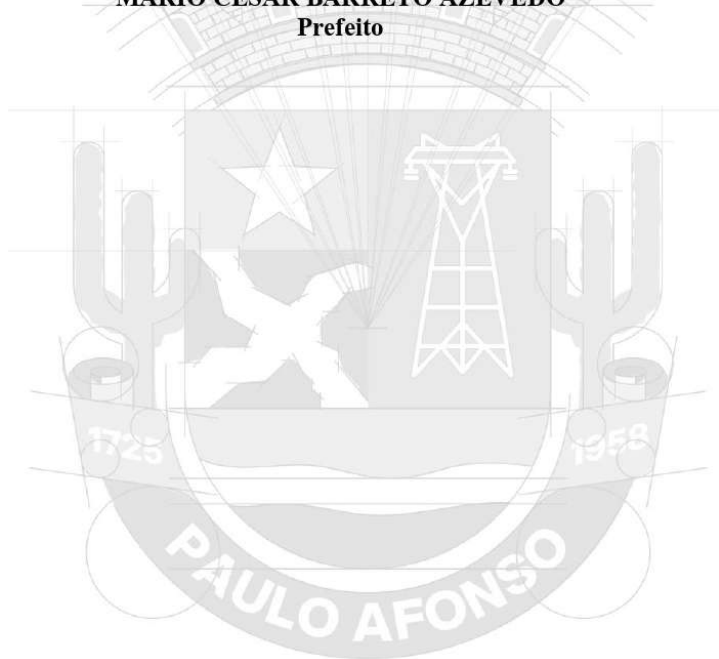 MARIO CESAR BARRETO AZEVEDO
Prefeito
1725
1958
PAULO AFONSO